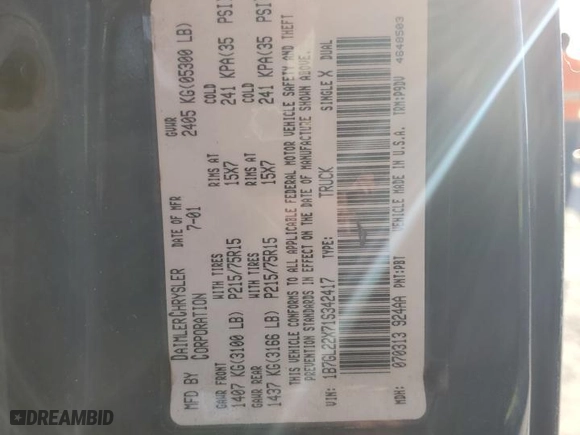 MFD BY DAIMLERCHRYSLER CORPORATION
DATE OF MFR 7-01
GVWR 2405 KG(05300 LB)
GAWR FRONT WITH TIRES RIMS AT COLD
1407 KG(3100 LB) P215/75R15 15X7 241 KPA(35 PSI)
GAWR REAR WITH TIRES RIMS AT COLD
1437 KG(3166 LB) P215/75R15 15X7 241 KPA(35 PSI)
THIS VEHICLE CONFORMS TO ALL APPLICABLE FEDERAL MOTOR VEHICLE SAFETY AND THEFT
PREVENTION STANDARDS IN EFFECT ON THE DATE OF MANUFACTURE SHOWN ABOVE.
VIN: 1B7GL22X71S342417 TYPE: TRUCK SINGLE X DUAL
MDH: 070313 924AA PNT:PBT VEHICLE MADE IN U.S.A. TRM:P9DV 4648503
DREAMBID